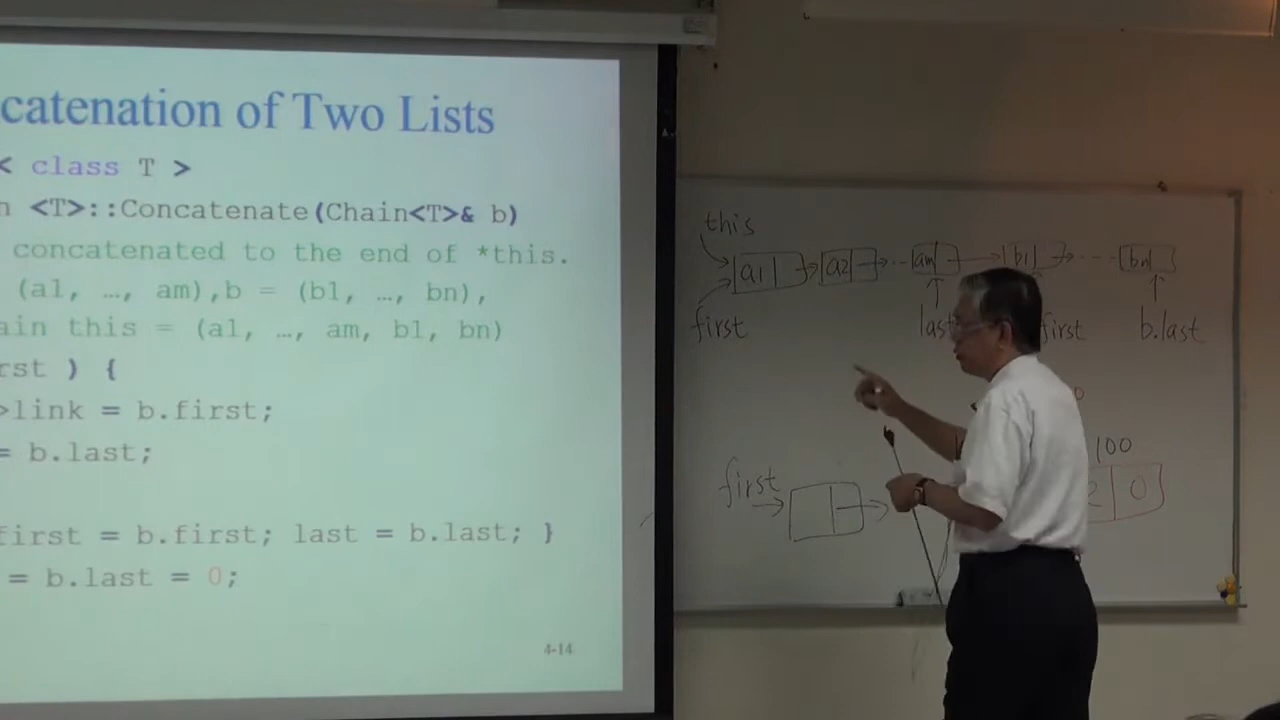 catenation of Two Lists
< class T >
n <T>::Concatenate(Chain<T>& b)
concatenated to the end of *this.
(a1, …, am),b = (b1, …, bn),
ain this = (a1, …, am, b1, bn)
rst ) {
>link = b.first;
= b.last;
first = b.first; last = b.last; }
= b.last = 0;
4-14
this
a1 a2 ... am b1 ... bn
first last first b.last
100
first
0